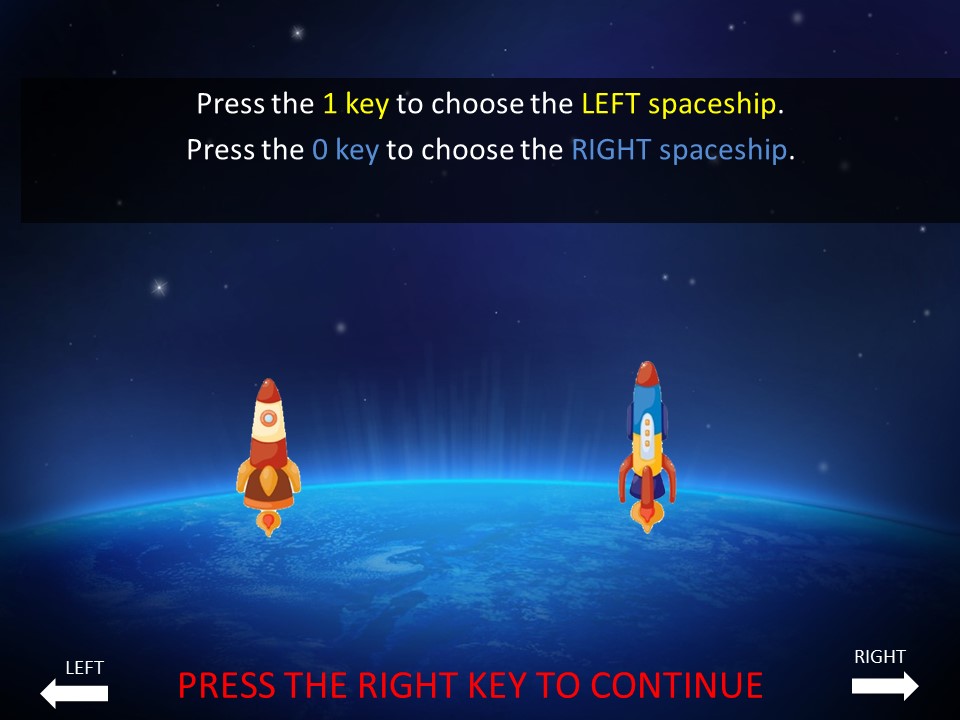 Press the 1 key to choose the LEFT spaceship.
Press the 0 key to choose the RIGHT spaceship.
LEFT
RIGHT
PRESS THE RIGHT KEY TO CONTINUE